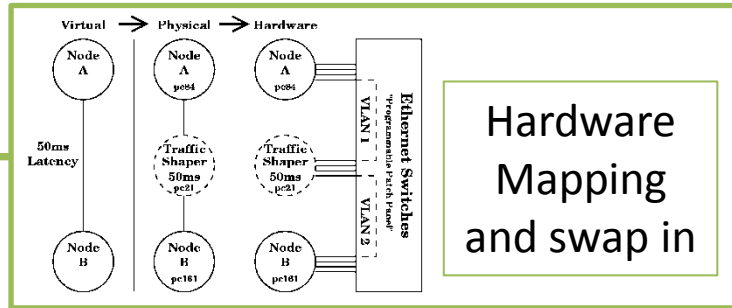 Virtual → Physical → Hardware
Node
A
50ms
Latency
Node
B
Node
A
pc84
Traffic
Shaper
50ms
pc21
Node
B
pc161
Node
A
pc84
Traffic
Shaper
50ms
pc21
Node
B
pc161
VLAN 1
VLAN 2
"Programmable Patch Panel"
Ethernet Switches
Hardware
Mapping
and swap in